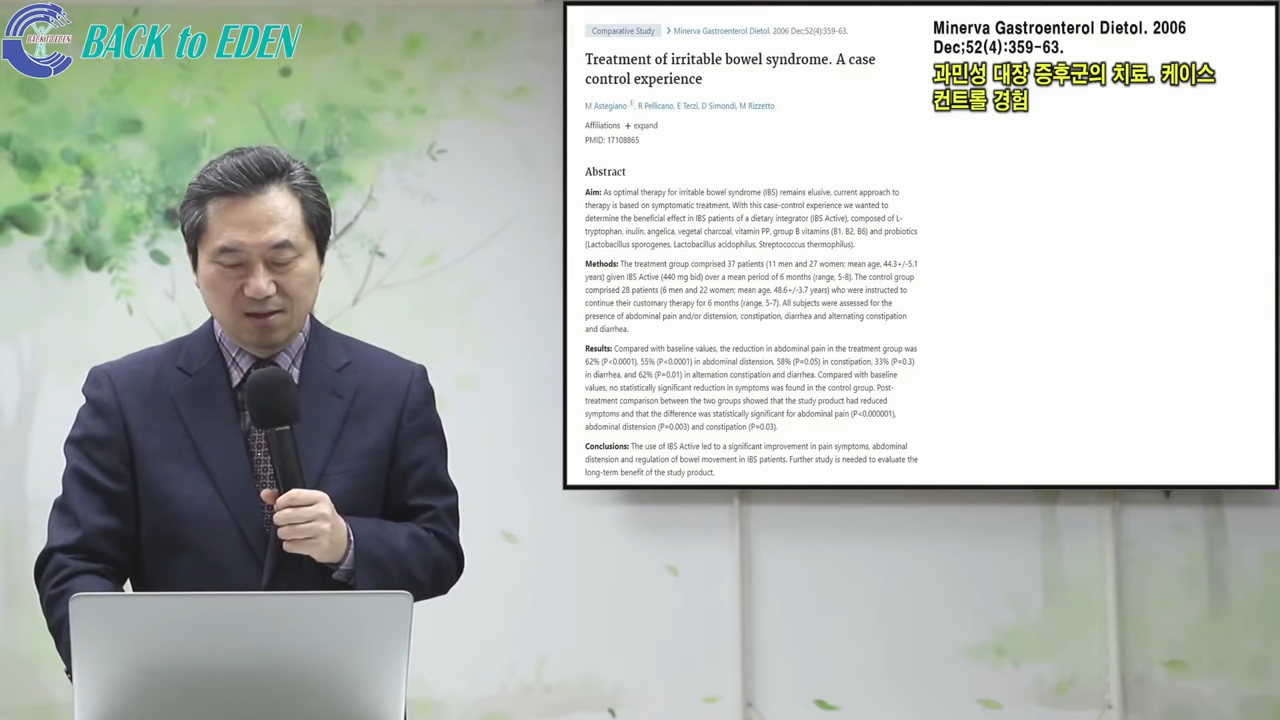 BACK TO EDEN
BACK to EDEN
Comparative Study
Minerva Gastroenterol Dietol. 2006 Dec;52(4):359-63.
Treatment of irritable bowel syndrome. A case
control experience
M Astegiano 1, R Pellicano, E Terzi, D Simondi, M Rizzetto
Affiliations + expand
PMID: 17108865
Abstract
Aim: As optimal therapy for irritable bowel syndrome (IBS) remains elusive, current approach to
therapy is based on symptomatic treatment. With this case-control experience we wanted to
determine the beneficial effect in IBS patients of a dietary integrator (IBS Active), composed of L-
tryptophan, inulin, angelica, vegetal charcoal, vitamin PP, group B vitamins (B1, B2, B6) and probiotics
(Lactobacillus sporogenes, Lactobacillus acidophilus, Streptococcus thermophilus).
Methods: The treatment group comprised 37 patients (11 men and 27 women; mean age, 44.3+/-5.1
years) given IBS Active (440 mg bid) over a mean period of 6 months (range, 5-8). The control group
comprised 28 patients (6 men and 22 women; mean age, 48.6+/-3.7 years) who were instructed to
continue their customary therapy for 6 months (range, 5-7). All subjects were assessed for the
presence of abdominal pain and/or distension, constipation, diarrhea and alternating constipation
and diarrhea.
Results: Compared with baseline values, the reduction in abdominal pain in the treatment group was
62% (P<0.0001), 55% (P<0.0001) in abdominal distension, 58% (P=0.05) in constipation, 33% (P=0.3)
in diarrhea, and 62% (P=0.01) in alternation constipation and diarrhea. Compared with baseline
values, no statistically significant reduction in symptoms was found in the control group. Post-
treatment comparison between the two groups showed that the study product had reduced
symptoms and that the difference was statistically significant for abdominal pain (P<0.000001),
abdominal distension (P=0.003) and constipation (P=0.03).
Conclusions: The use of IBS Active led to a significant improvement in pain symptoms, abdominal
distension and regulation of bowel movement in IBS patients. Further study is needed to evaluate the
long-term benefit of the study product.
Minerva Gastroenterol Dietol. 2006
Dec;52(4):359-63.
과민성 대장 증후군의 치료. 케이스
컨트롤 경험